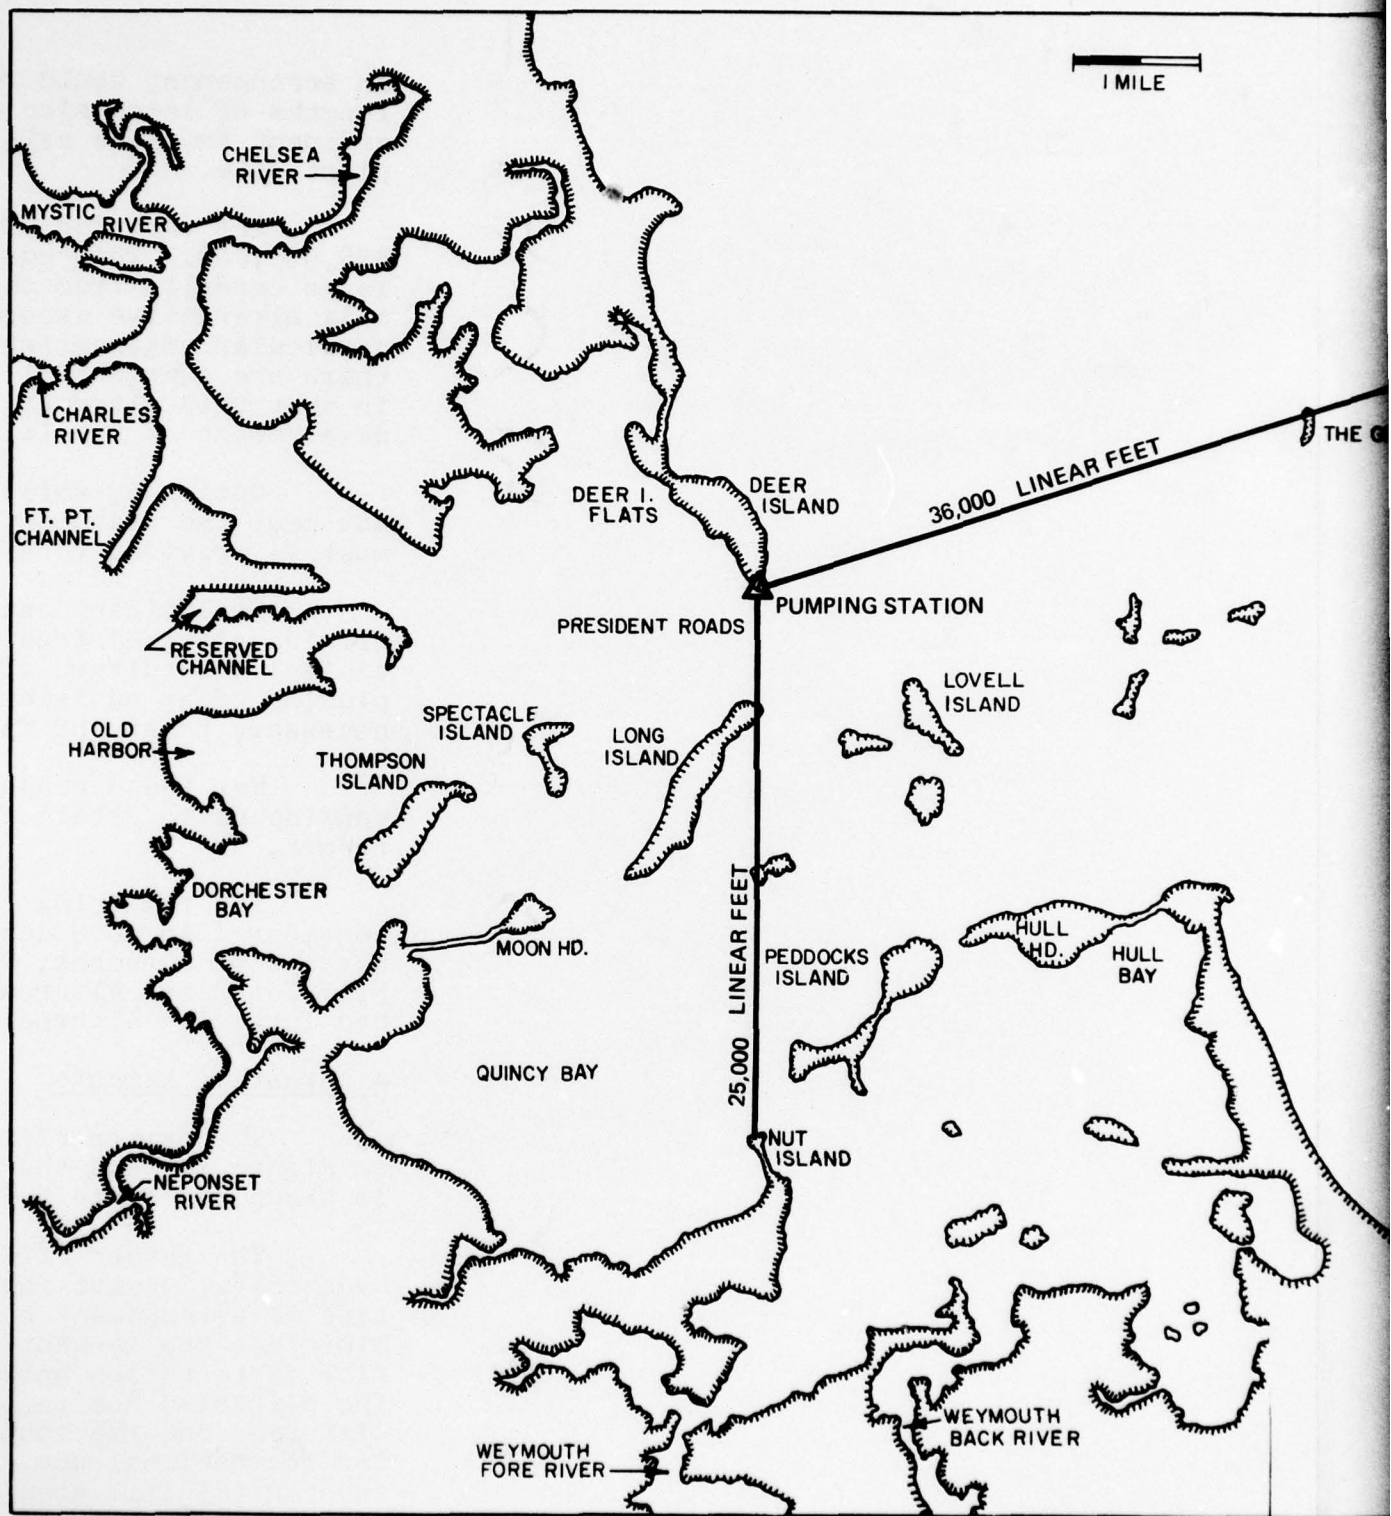 1 MILE
CHELSEA
RIVER
MYSTIC
RIVER
CHARLES
RIVER
THE
36,000 LINEAR FEET
DEER I.
FLATS
DEER
ISLAND
FT. PT.
CHANNEL
PUMPING STATION
PRESIDENT ROADS
RESERVED
CHANNEL
LOVELL
ISLAND
SPECTACLE
ISLAND
LONG
ISLAND
OLD
HARBOR
THOMPSON
ISLAND
DORCHESTER
BAY
MOON HD.
25,000 LINEAR FEET
PEDDOCKS
ISLAND
HULL
HD.
HULL
BAY
QUINCY BAY
NUT
ISLAND
NEPONSET
RIVER
WEYMOUTH
BACK RIVER
WEYMOUTH
FORE RIVER